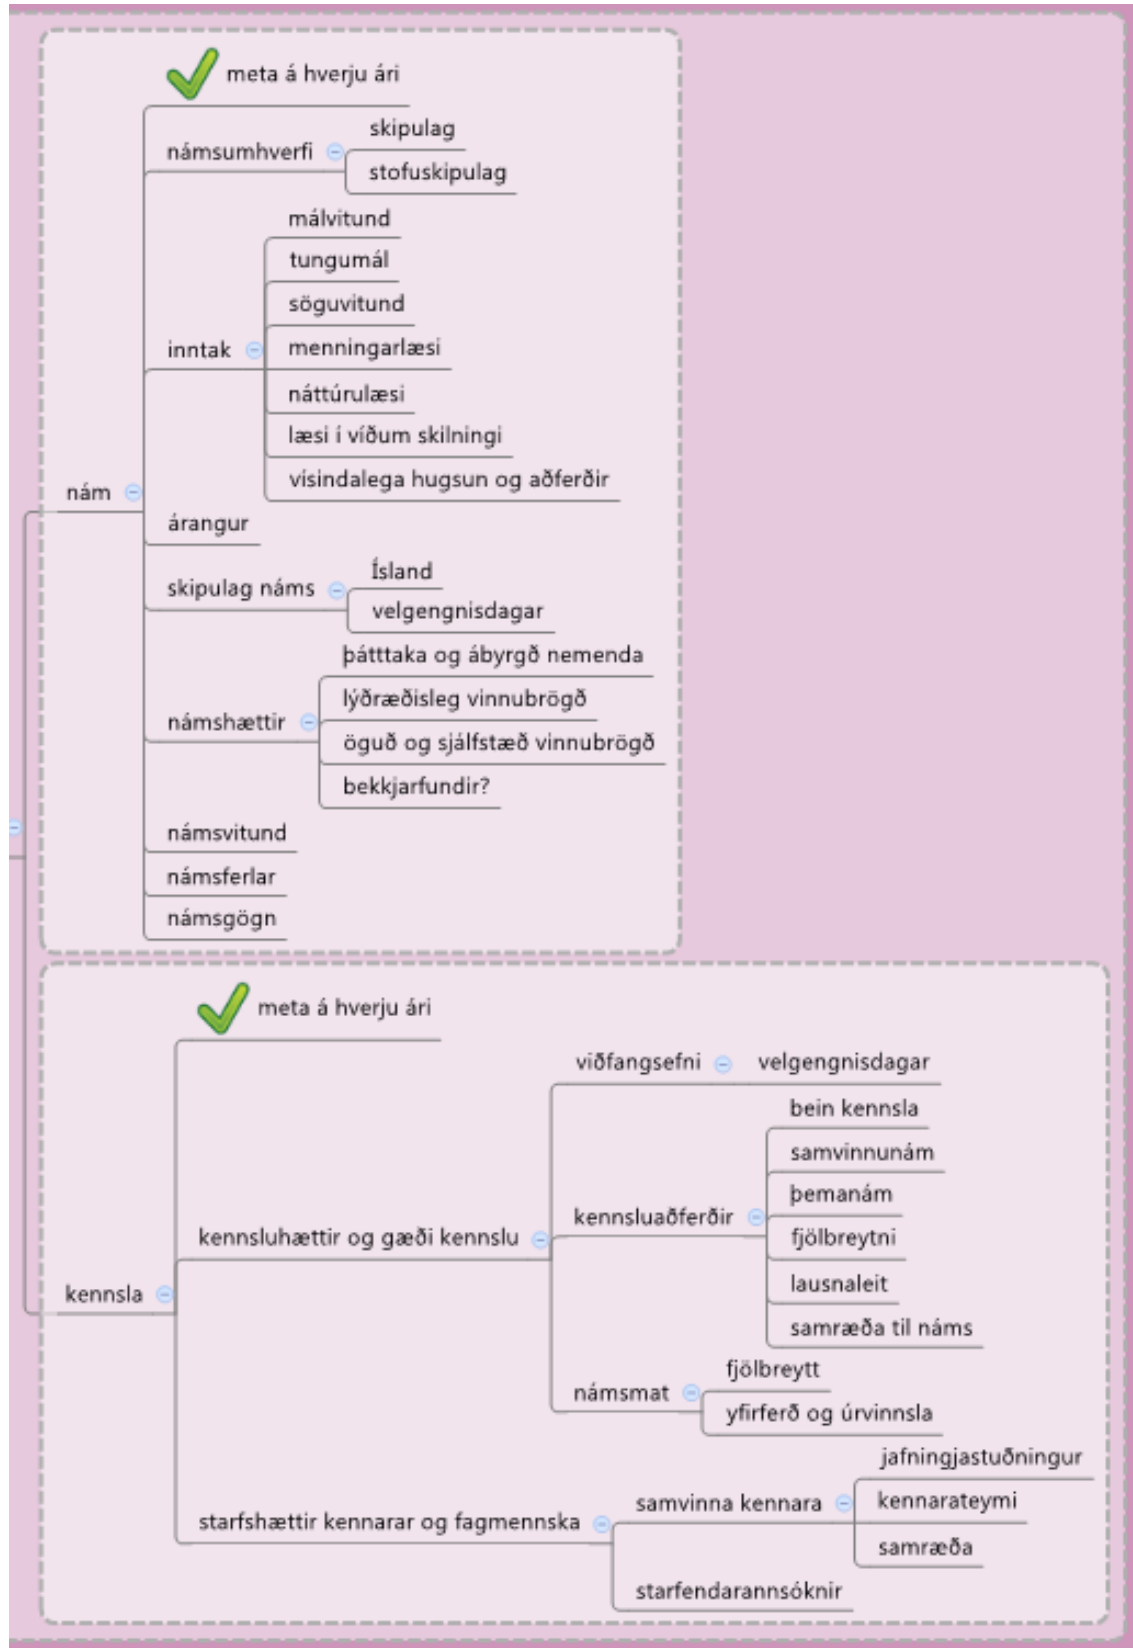 meta á hverju ári
námsumhverfi
skipulag
stofuskipulag
inntak
málvitund
tungumál
söguvitund
menningarlæsi
náttúrulæsi
læsi í víðum skilningi
vísindalega hugsun og aðferðir
nám
árangur
skipulag náms
Ísland
velgengnisdagar
námshættir
þátttaka og ábyrgð nemenda
lýðræðisleg vinnubrögð
öguð og sjálfstæð vinnubrögð
bekkjarfundir?
námsvitund
námsferlar
námsgögn
meta á hverju ári
kennsla
kennsluhættir og gæði kennslu
viðfangsefni
velgengnisdagar
kennsluaðferðir
bein kennsla
samvinnunám
þemanám
fjölbreytni
lausnaleit
samræða til náms
námsmat
fjölbreytt
yfirferð og úrvinnsla
starfshættir kennarar og fagmennska
samvinna kennara
jafningjastuðningur
kennarateymi
samræða
starfendarannsóknir